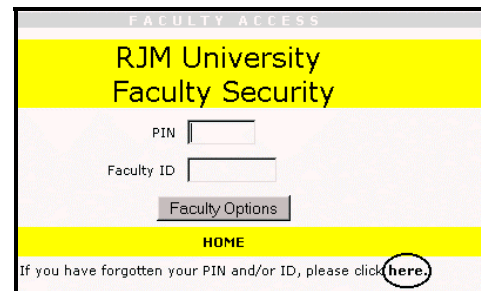 FACULTY ACCESS
RJM University
Faculty Security
PIN
Faculty ID
Faculty Options
HOME
If you have forgotten your PIN and/or ID, please click here.